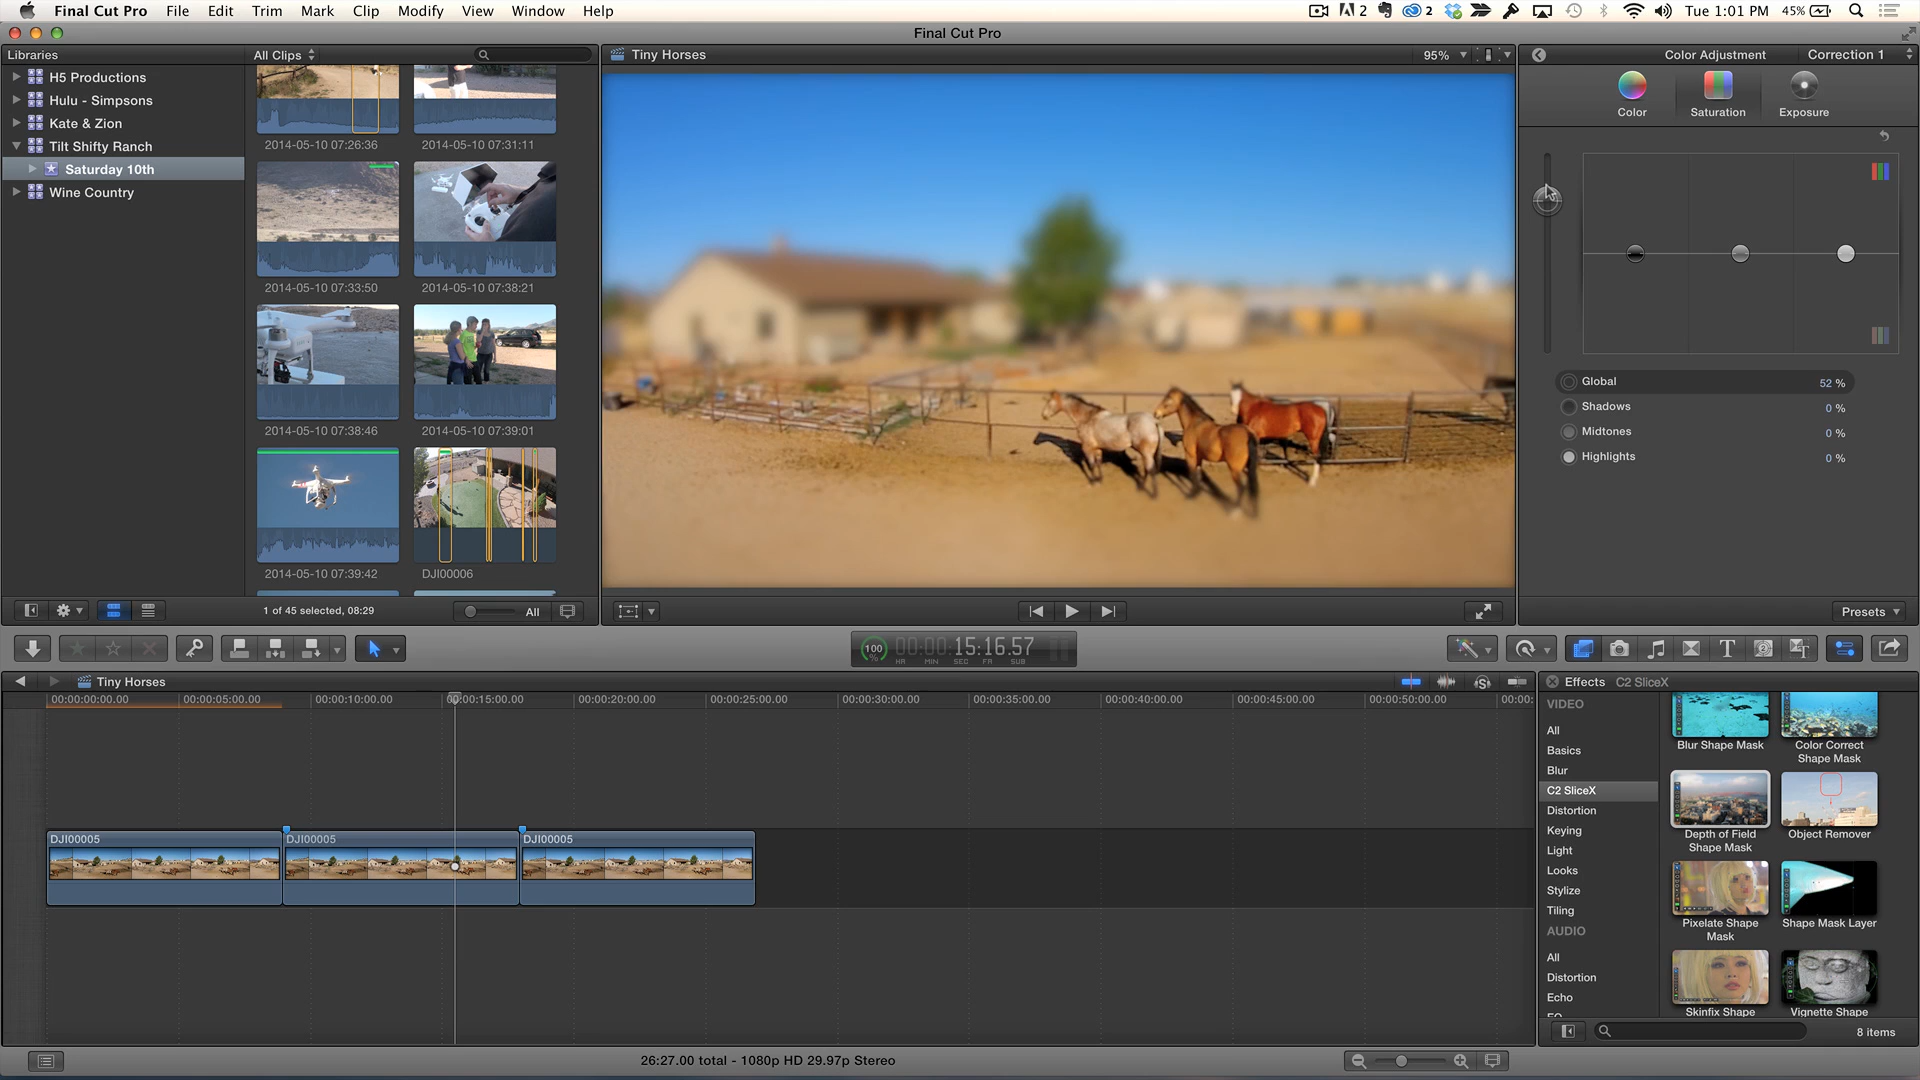 Final Cut Pro File Edit Trim Mark Clip Modify View Window Help 2 2 Tue 1:01 PM 45%
Final Cut Pro
Libraries
H5 Productions
Hulu - Simpsons
Kate & Zion
Tilt Shifty Ranch
Saturday 10th
Wine Country
All Clips
2014-05-10 07:26:36 2014-05-10 07:31:11
2014-05-10 07:33:50 2014-05-10 07:38:21
2014-05-10 07:38:46 2014-05-10 07:39:01
2014-05-10 07:39:42 DJI00006
1 of 45 selected, 08:29 All
Tiny Horses 95%
Color Adjustment Correction 1
Color Saturation Exposure
Global 52 %
Shadows 0 %
Midtones 0 %
Highlights 0 %
Presets
100 % 00:00:15:16.57
HR MIN SEC FR SUB
Tiny Horses
00:00:00:00.00 00:00:05:00.00 00:00:10:00.00 00:00:15:00.00 00:00:20:00.00 00:00:25:00.00 00:00:30:00.00 00:00:35:00.00 00:00:40:00.00 00:00:45:00.00 00:00:50:00.00 00:00:
DJI00005 DJI00005 DJI00005
26:27.00 total - 1080p HD 29.97p Stereo
Effects C2 SliceX
VIDEO
All
Basics
Blur
C2 SliceX
Distortion
Keying
Light
Looks
Stylize
Tiling
AUDIO
All
Distortion
Echo
Blur Shape Mask
Color Correct
Shape Mask
Depth of Field
Shape Mask
Object Remover
Pixelate Shape
Mask
Shape Mask Layer
Skinfix Shape
Vignette Shape
8 items